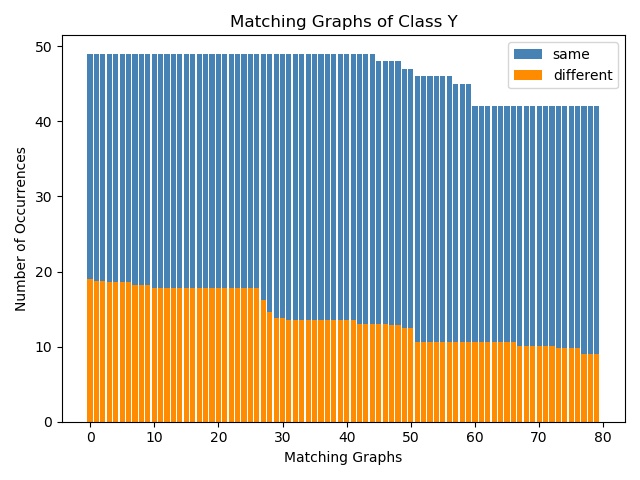 Matching Graphs of Class Y
same
different
Number of Occurrences
50
40
30
20
10
0
0 10 20 30 40 50 60 70 80
Matching Graphs